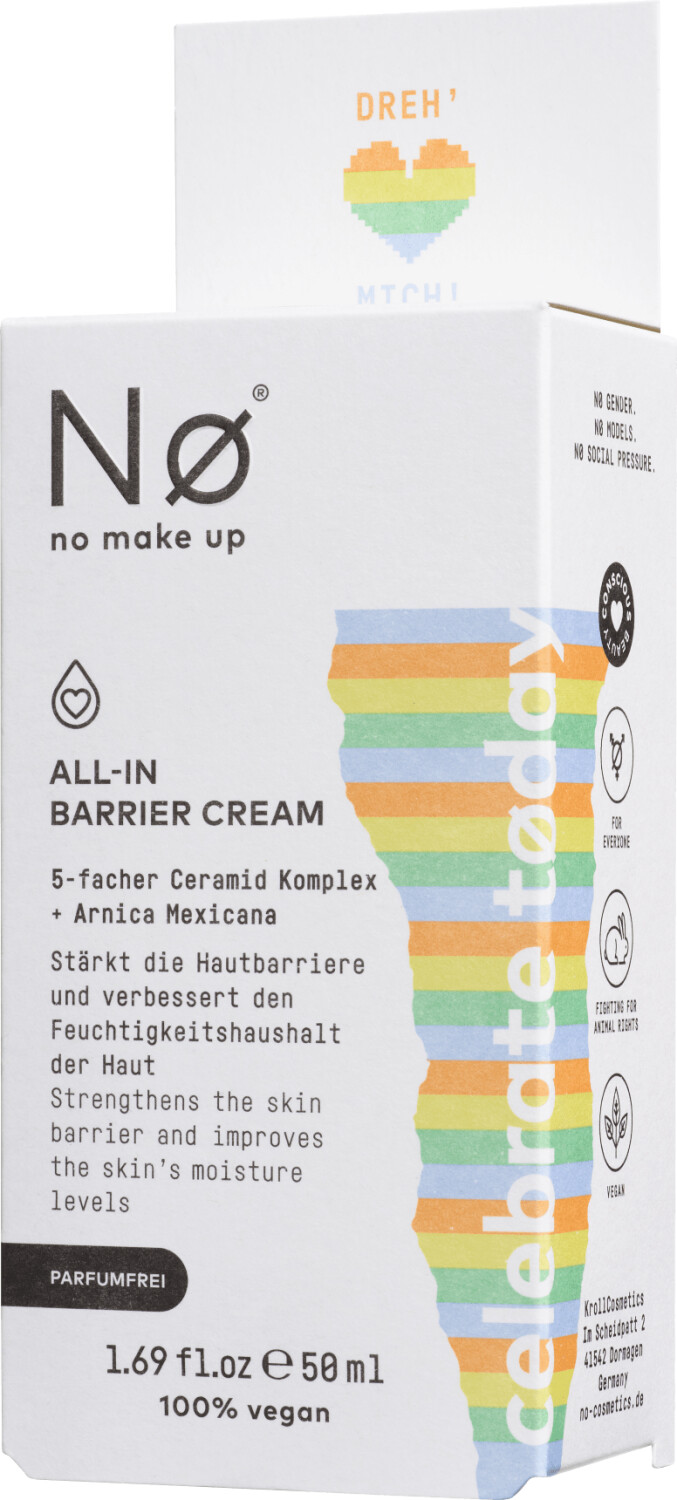 DREH'
MICH!
NØ®
no make up
ALL-IN
BARRIER CREAM
5-facher Ceramid Komplex
+ Arnica Mexicana
Stärkt die Hautbarriere
und verbessert den
Feuchtigkeitshaushalt
der Haut
Strengthens the skin
barrier and improves
the skin's moisture
levels
PARFUMFREI
1.69 fl.oz ℮ 50 ml
100% vegan
celebrate tøday
NØ GENDER.
NØ MODELS.
NØ SOCIAL PRESSURE.
CONSCIOUS BEAUTY
FOR
EVERYONE
FIGHTING FOR
ANIMAL RIGHTS
VEGAN
KrollCosmetics
Im Scheidpatt 2
41542 Dormagen
Germany
no-cosmetics.de